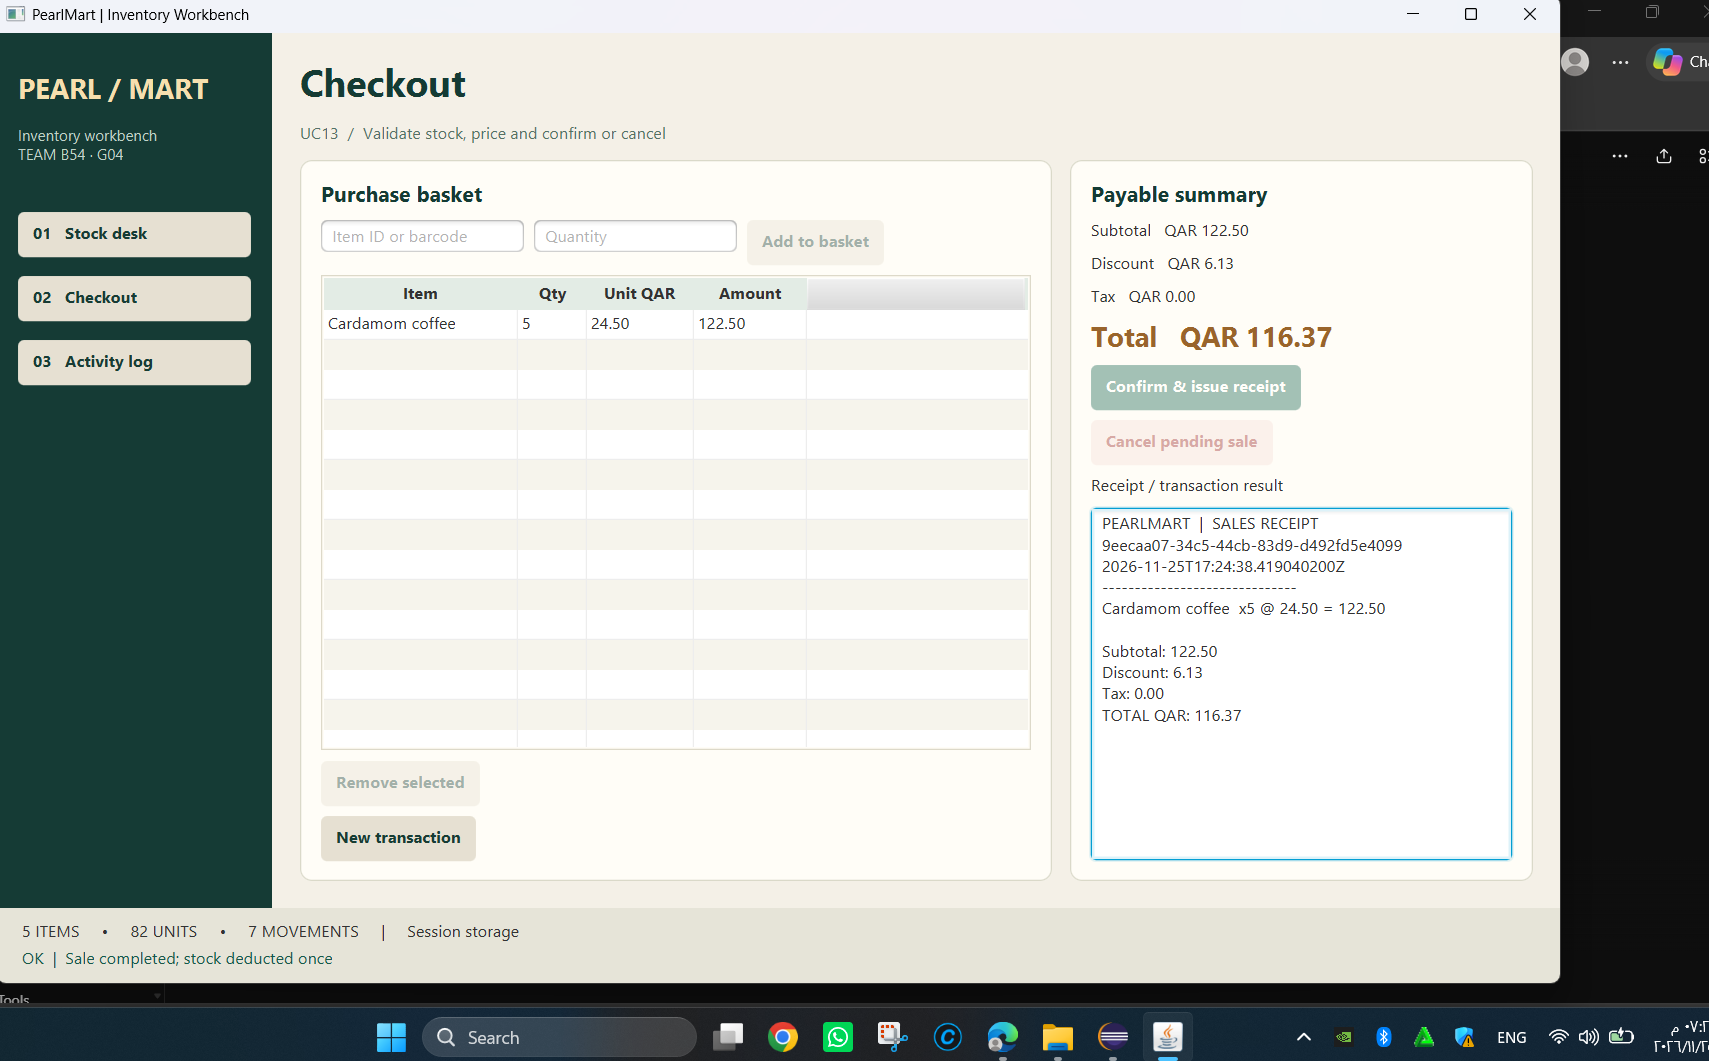 PearlMart | Inventory Workbench
PEARL / MART
Inventory workbench
TEAM B54 · G04
01 Stock desk
02 Checkout
03 Activity log
Checkout
UC13 / Validate stock, price and confirm or cancel
Purchase basket
Item ID or barcode
Quantity
Add to basket
Item Qty Unit QAR Amount
Cardamom coffee 5 24.50 122.50
Remove selected
New transaction
Payable summary
Subtotal QAR 122.50
Discount QAR 6.13
Tax QAR 0.00
Total QAR 116.37
Confirm & issue receipt
Cancel pending sale
Receipt / transaction result
PEARLMART | SALES RECEIPT
9eecaa07-34c5-44cb-83d9-d492fd5e4099
2026-11-25T17:24:38.419040200Z
------------------------------
Cardamom coffee x5 @ 24.50 = 122.50
Subtotal: 122.50
Discount: 6.13
Tax: 0.00
TOTAL QAR: 116.37
5 ITEMS • 82 UNITS • 7 MOVEMENTS | Session storage
OK | Sale completed; stock deducted once
Tools
Search
ENG